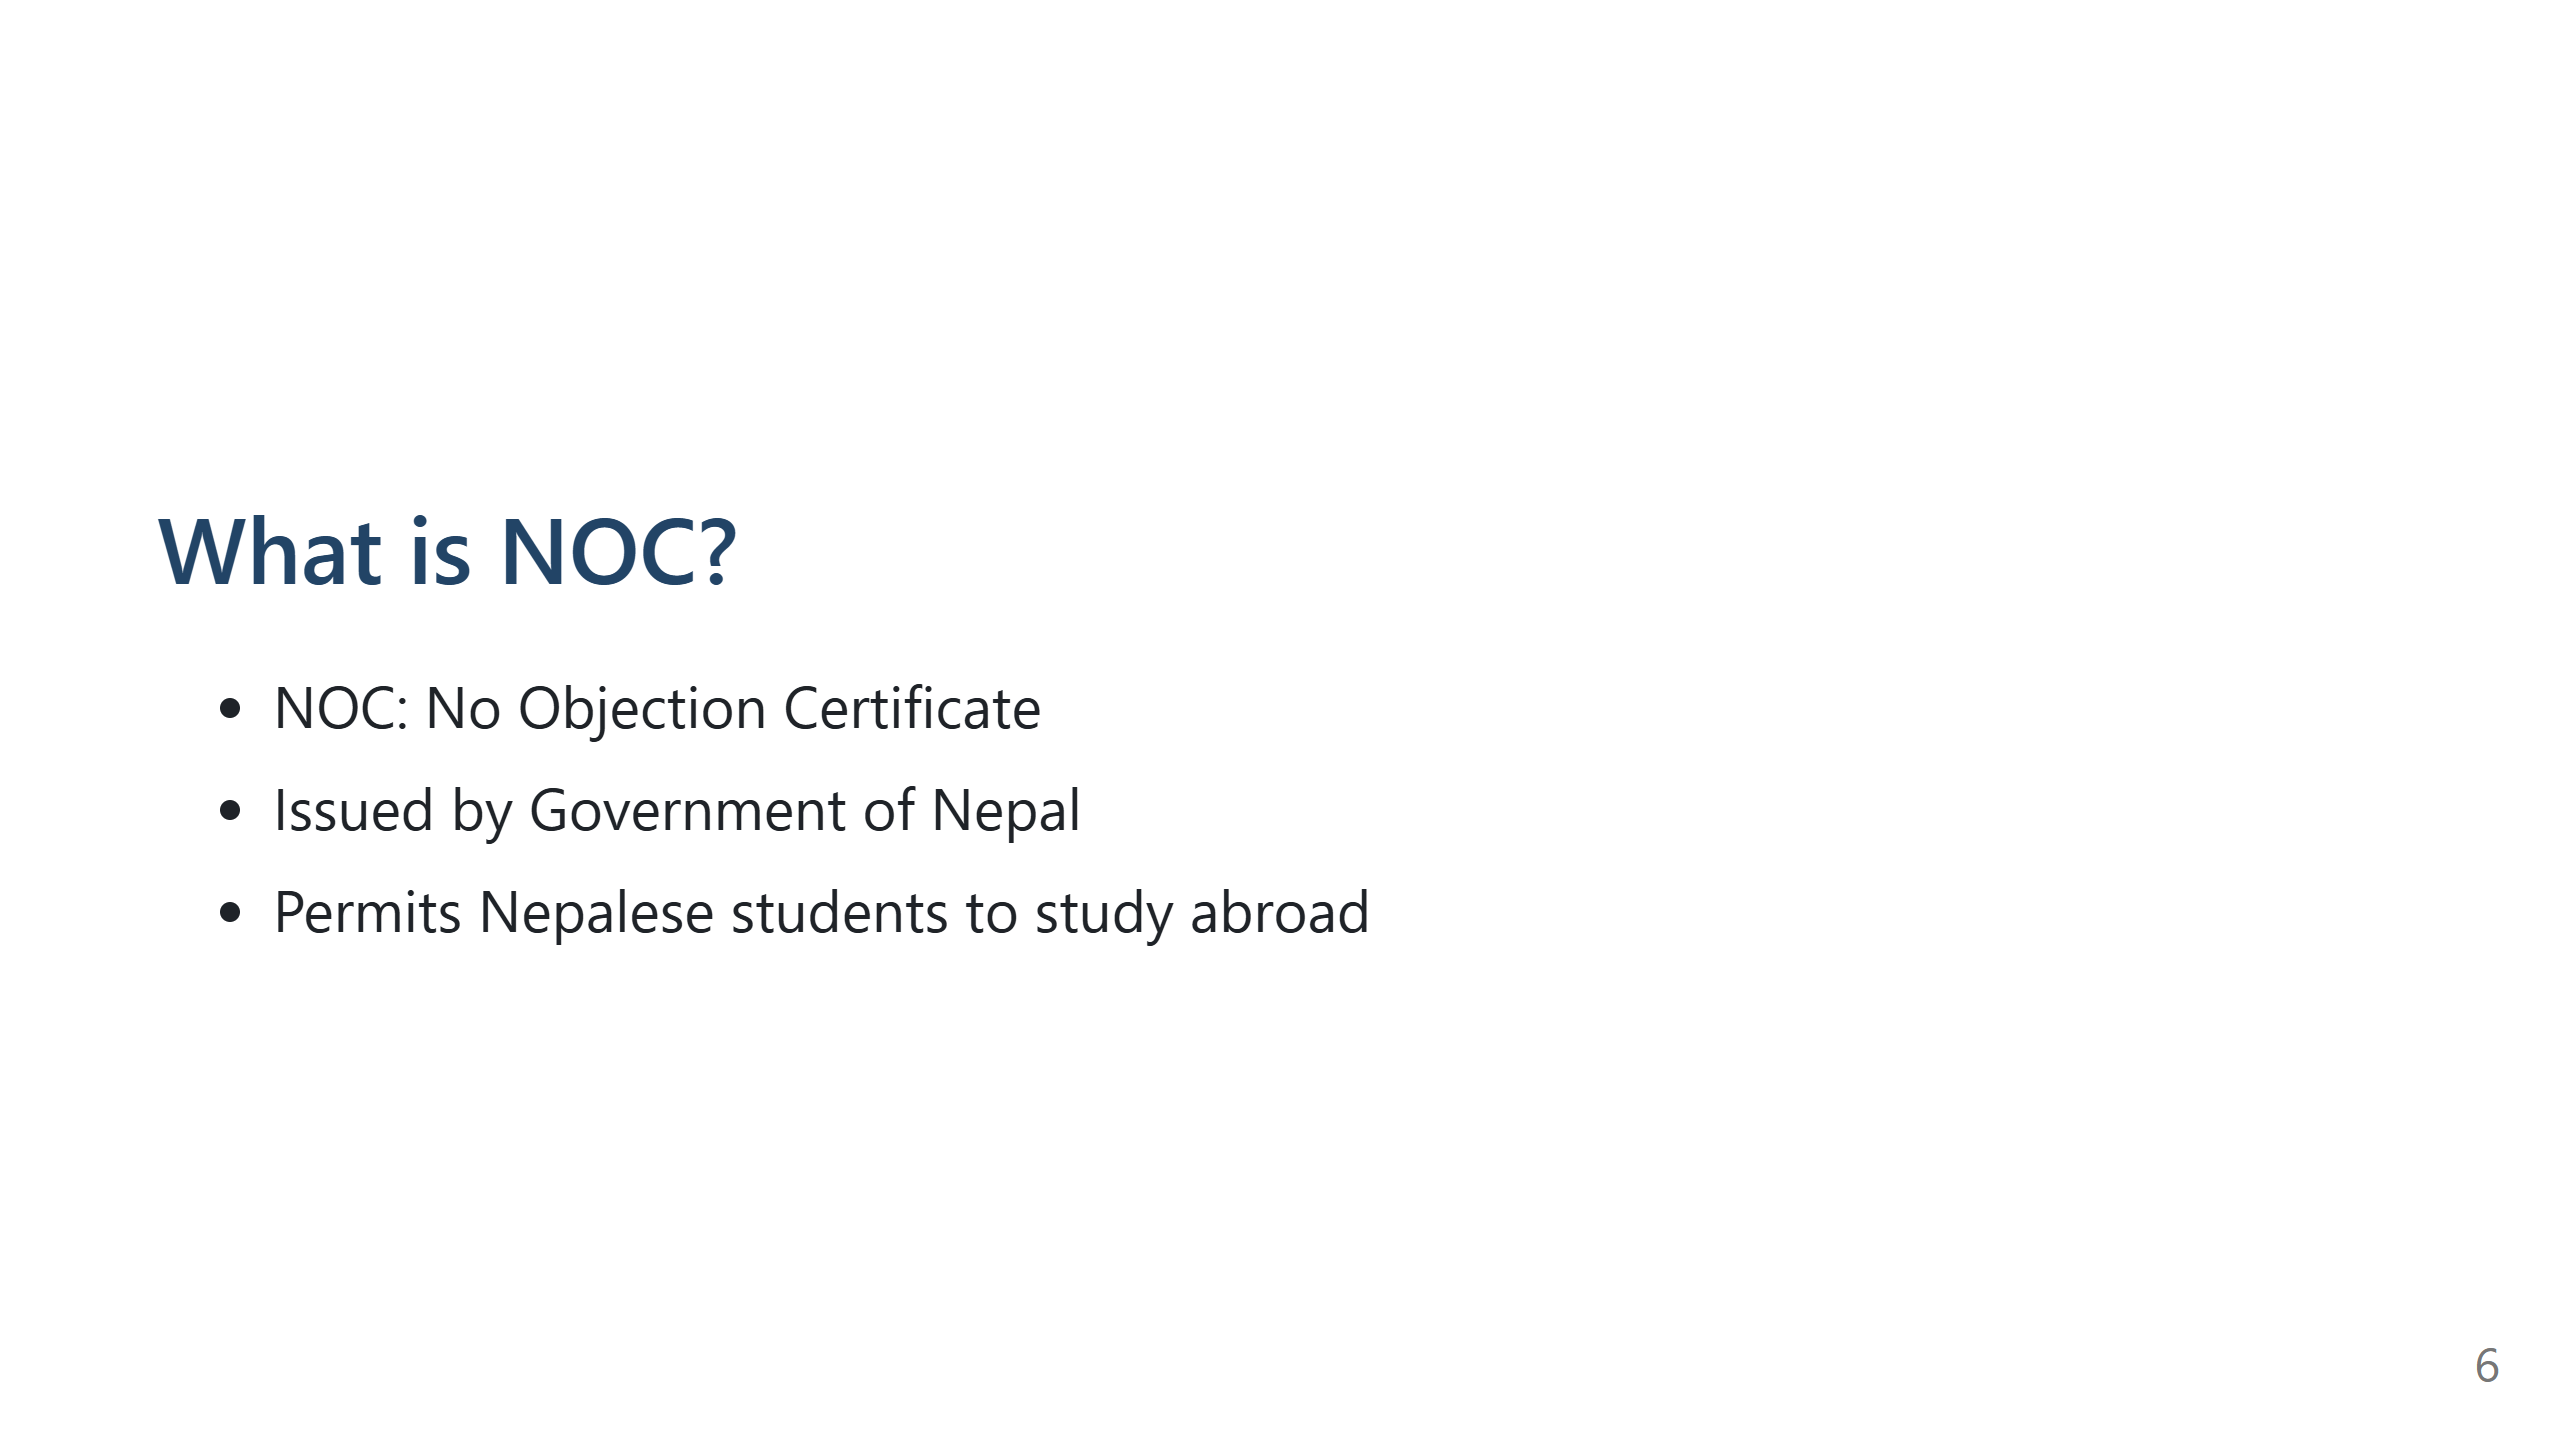 What is NOC?
• NOC: No Objection Certificate
• Issued by Government of Nepal
• Permits Nepalese students to study abroad
6